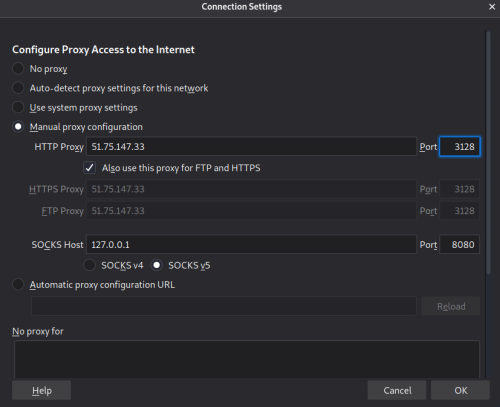 Connection Settings
Configure Proxy Access to the Internet
No proxy
Auto-detect proxy settings for this network
Use system proxy settings
Manual proxy configuration
HTTP Proxy 51.75.147.33 Port 3128
Also use this proxy for FTP and HTTPS
HTTPS Proxy 51.75.147.33 Port 3128
FTP Proxy 51.75.147.33 Port 3128
SOCKS Host 127.0.0.1 Port 8080
SOCKS v4 SOCKS v5
Automatic proxy configuration URL
Reload
No proxy for
Help Cancel OK